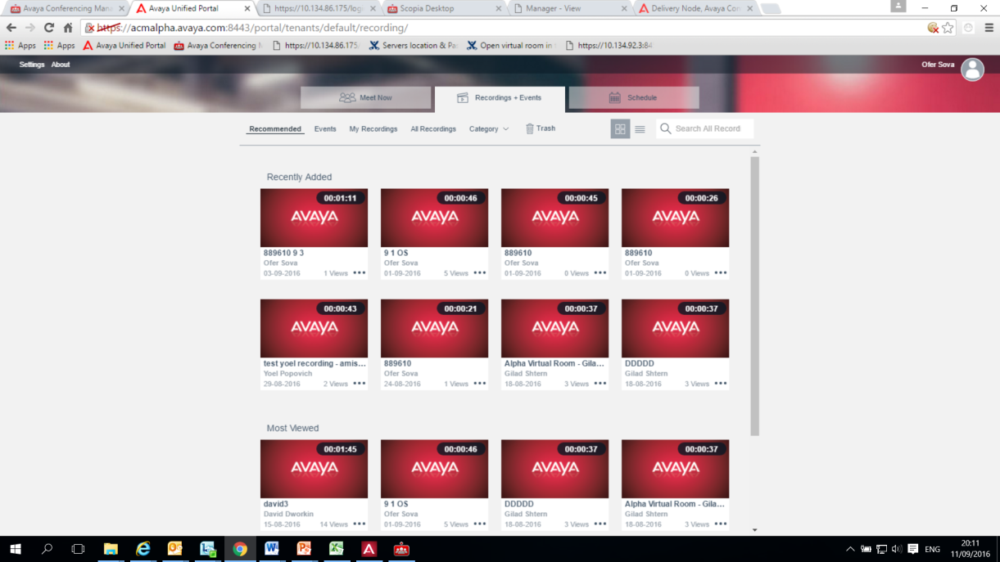 Avaya Conferencing Mana
Avaya Unified Portal
https://10.134.86.175/log
Scopia Desktop
Manager - View
Delivery Node, Avaya Con
https://acmalpha.avaya.com:8443/portal/tenants/default/recording/
Apps
Apps
Avaya Unified Portal
Avaya Conferencing M
https://10.134.86.175/
Servers location & Pa
Open virtual room in
https://10.134.92.3:84
Settings
About
Ofer Sova
Meet Now
Recordings + Events
Schedule
Recommended
Events
My Recordings
All Recordings
Category
Trash
Search All Record
Recently Added
00:01:11
AVAYA
889610 9 3
Ofer Sova
03-09-2016 1 Views
00:00:46
AVAYA
9 1 OS
Ofer Sova
01-09-2016 5 Views
00:00:45
AVAYA
889610
Ofer Sova
01-09-2016 0 Views
00:00:26
AVAYA
889610
Ofer Sova
01-09-2016 0 Views
00:00:43
AVAYA
test yoel recording - amis...
Yoel Popovich
29-08-2016 2 Views
00:00:21
AVAYA
889610
Ofer Sova
24-08-2016 1 Views
00:00:37
AVAYA
Alpha Virtual Room - Gila...
Gilad Shtern
18-08-2016 3 Views
00:00:37
AVAYA
DDDDD
Gilad Shtern
18-08-2016 3 Views
Most Viewed
00:01:45
AVAYA
david3
David Dworkin
15-08-2016 14 Views
00:00:46
AVAYA
9 1 OS
Ofer Sova
01-09-2016 5 Views
00:00:37
AVAYA
DDDDD
Gilad Shtern
18-08-2016 3 Views
00:00:37
AVAYA
Alpha Virtual Room - Gila...
Gilad Shtern
18-08-2016 3 Views
ENG
20:11
11/09/2016